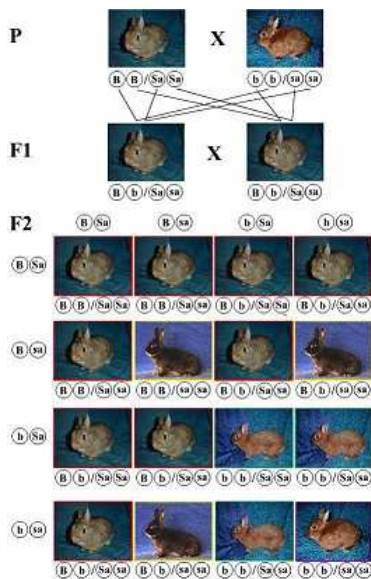 P X
B B / Sa Sa b b / sa sa
F1 X
B b / Sa sa B b / Sa sa
F2
B Sa B sa b Sa b sa
B Sa
B B / Sa Sa B B / Sa sa B b / Sa Sa B b / Sa sa
B sa
B B / Sa sa B B / sa sa B b / Sa sa B b / sa sa
b Sa
B b / Sa Sa B b / Sa sa b b / Sa Sa b b / Sa sa
b sa
B b / Sa sa B b / sa sa b b / Sa sa b b / sa sa